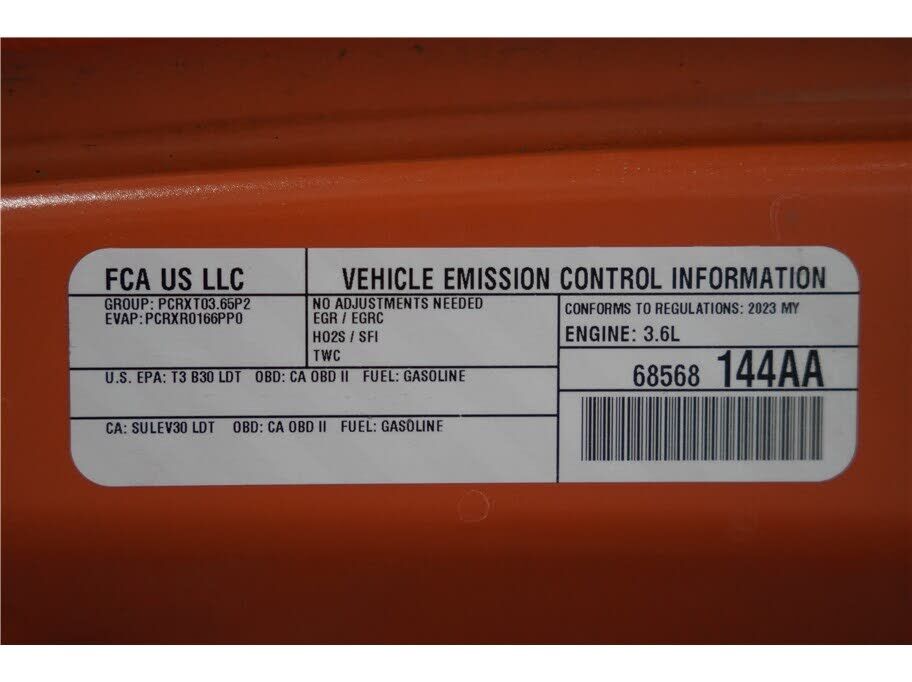 FCA US LLC
VEHICLE EMISSION CONTROL INFORMATION
GROUP: PCRXT03.65P2
EVAP: PCRXR0166PP0
NO ADJUSTMENTS NEEDED
EGR / EGRC
HO2S / SFI
TWC
CONFORMS TO REGULATIONS: 2023 MY
ENGINE: 3.6L
68568 144AA
U.S. EPA: T3 B30 LDT OBD: CA OBD II FUEL: GASOLINE
CA: SULEV30 LDT OBD: CA OBD II FUEL: GASOLINE